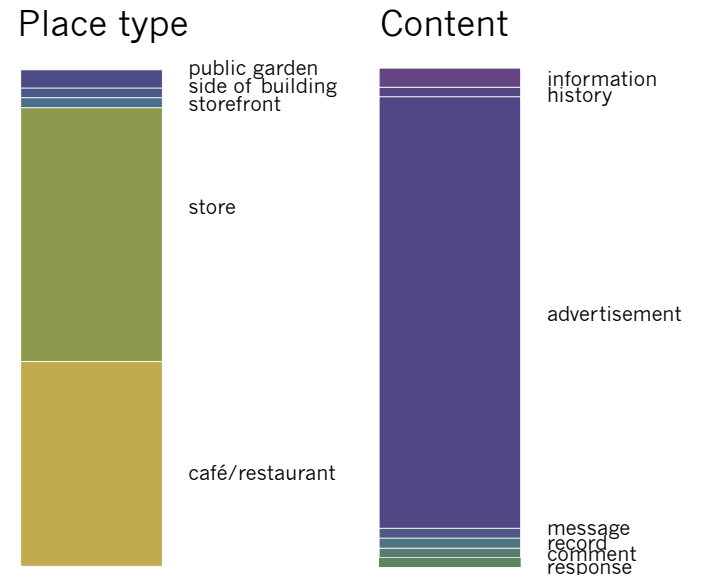 Place type
public garden
side of building
storefront
store
café/restaurant
Content
information
history
advertisement
message
record
comment
response